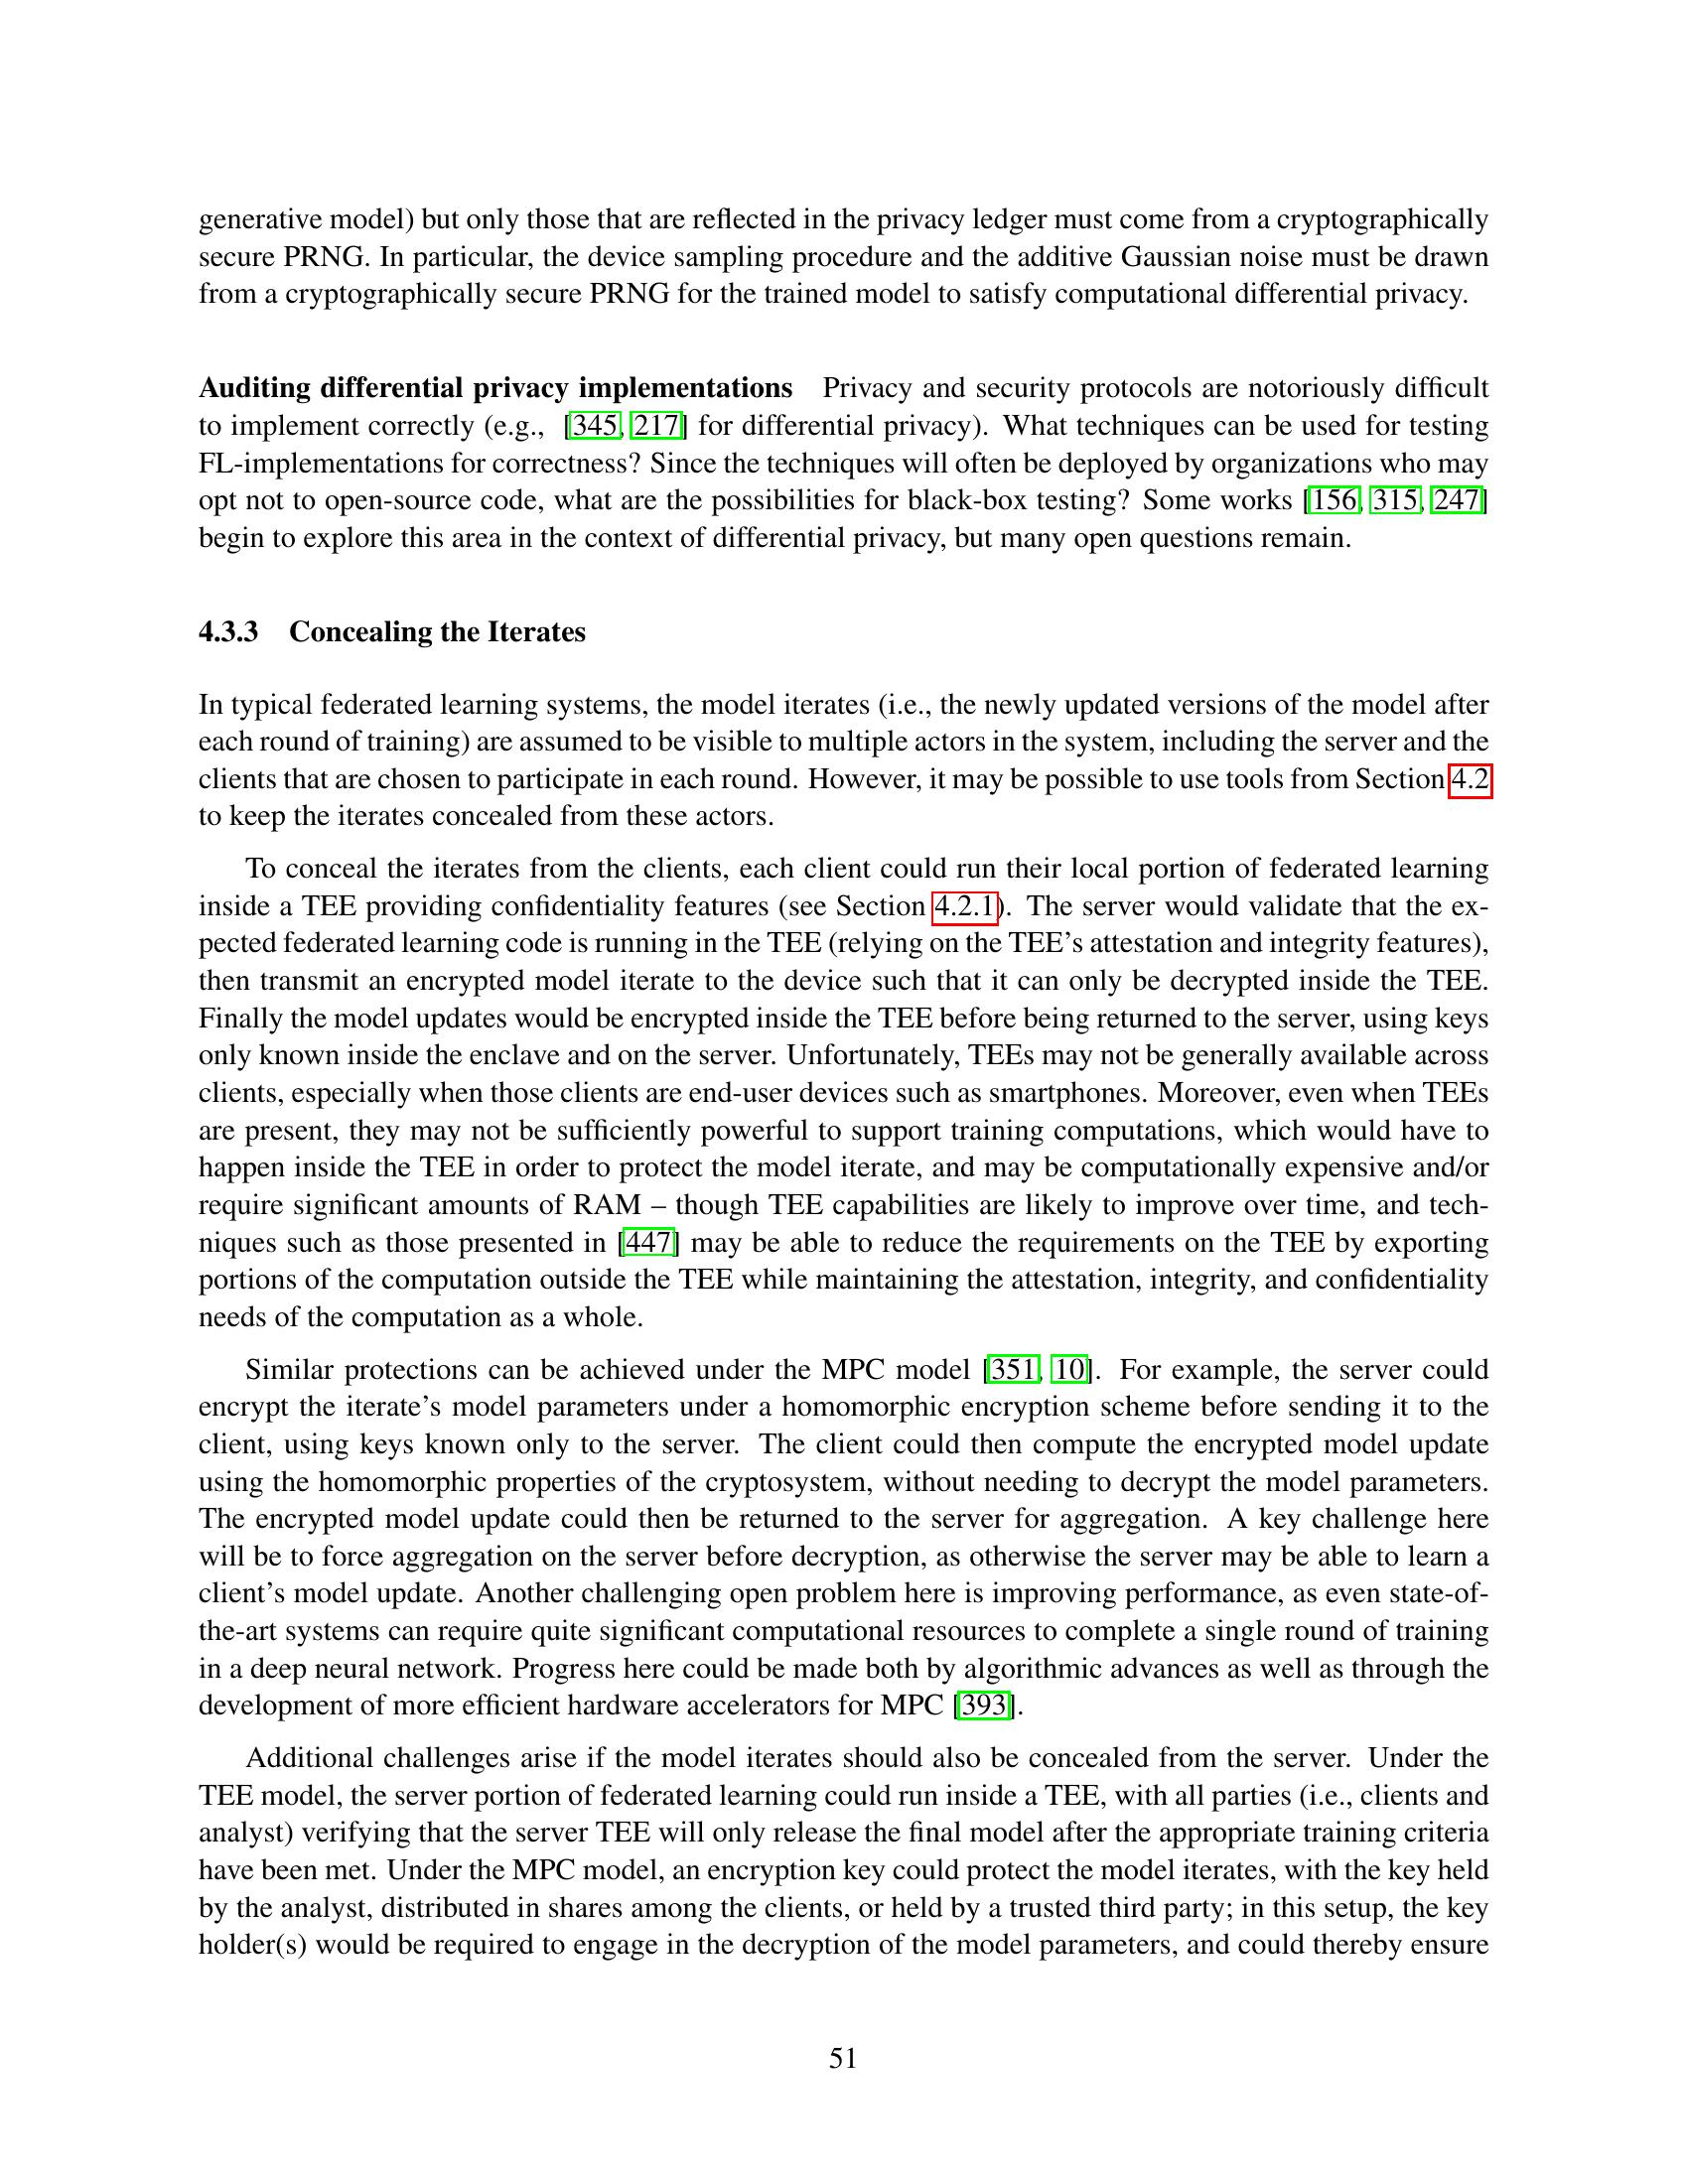 generative model) but only those that are reflected in the privacy ledger must come from a cryptographically
secure PRNG. In particular, the device sampling procedure and the additive Gaussian noise must be drawn
from a cryptographically secure PRNG for the trained model to satisfy computational differential privacy.
Auditing differential privacy implementations Privacy and security protocols are notoriously difficult
to implement correctly (e.g., [345, 217] for differential privacy). What techniques can be used for testing
FL-implementations for correctness? Since the techniques will often be deployed by organizations who may
opt not to open-source code, what are the possibilities for black-box testing? Some works [156, 315, 247]
begin to explore this area in the context of differential privacy, but many open questions remain.
4.3.3 Concealing the Iterates
In typical federated learning systems, the model iterates (i.e., the newly updated versions of the model after
each round of training) are assumed to be visible to multiple actors in the system, including the server and the
clients that are chosen to participate in each round. However, it may be possible to use tools from Section 4.2
to keep the iterates concealed from these actors.
To conceal the iterates from the clients, each client could run their local portion of federated learning
inside a TEE providing confidentiality features (see Section 4.2.1). The server would validate that the ex-
pected federated learning code is running in the TEE (relying on the TEE's attestation and integrity features),
then transmit an encrypted model iterate to the device such that it can only be decrypted inside the TEE.
Finally the model updates would be encrypted inside the TEE before being returned to the server, using keys
only known inside the enclave and on the server. Unfortunately, TEEs may not be generally available across
clients, especially when those clients are end-user devices such as smartphones. Moreover, even when TEEs
are present, they may not be sufficiently powerful to support training computations, which would have to
happen inside the TEE in order to protect the model iterate, and may be computationally expensive and/or
require significant amounts of RAM – though TEE capabilities are likely to improve over time, and tech-
niques such as those presented in [447] may be able to reduce the requirements on the TEE by exporting
portions of the computation outside the TEE while maintaining the attestation, integrity, and confidentiality
needs of the computation as a whole.
Similar protections can be achieved under the MPC model [351, 10]. For example, the server could
encrypt the iterate's model parameters under a homomorphic encryption scheme before sending it to the
client, using keys known only to the server. The client could then compute the encrypted model update
using the homomorphic properties of the cryptosystem, without needing to decrypt the model parameters.
The encrypted model update could then be returned to the server for aggregation. A key challenge here
will be to force aggregation on the server before decryption, as otherwise the server may be able to learn a
client's model update. Another challenging open problem here is improving performance, as even state-of-
the-art systems can require quite significant computational resources to complete a single round of training
in a deep neural network. Progress here could be made both by algorithmic advances as well as through the
development of more efficient hardware accelerators for MPC [393].
Additional challenges arise if the model iterates should also be concealed from the server. Under the
TEE model, the server portion of federated learning could run inside a TEE, with all parties (i.e., clients and
analyst) verifying that the server TEE will only release the final model after the appropriate training criteria
have been met. Under the MPC model, an encryption key could protect the model iterates, with the key held
by the analyst, distributed in shares among the clients, or held by a trusted third party; in this setup, the key
holder(s) would be required to engage in the decryption of the model parameters, and could thereby ensure
51